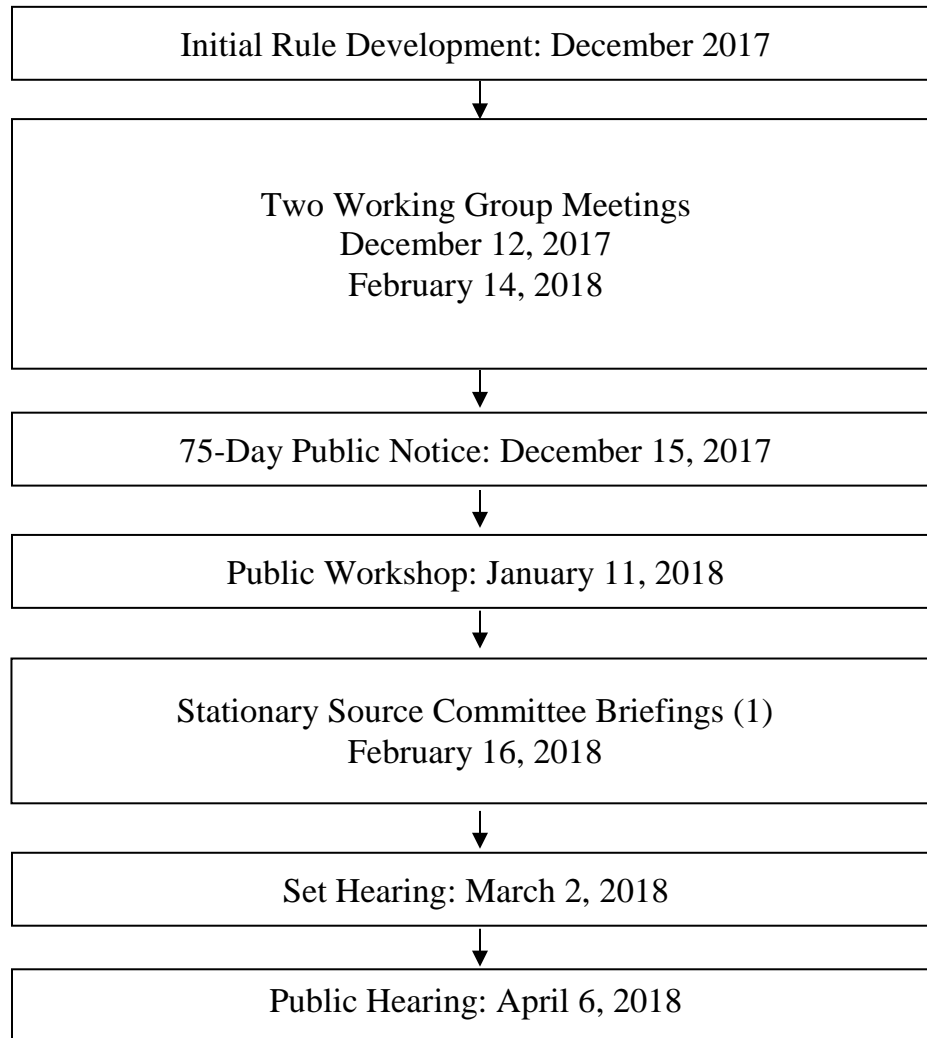 Initial Rule Development: December 2017
Two Working Group Meetings
December 12, 2017
February 14, 2018
75-Day Public Notice: December 15, 2017
Public Workshop: January 11, 2018
Stationary Source Committee Briefings (1)
February 16, 2018
Set Hearing: March 2, 2018
Public Hearing: April 6, 2018